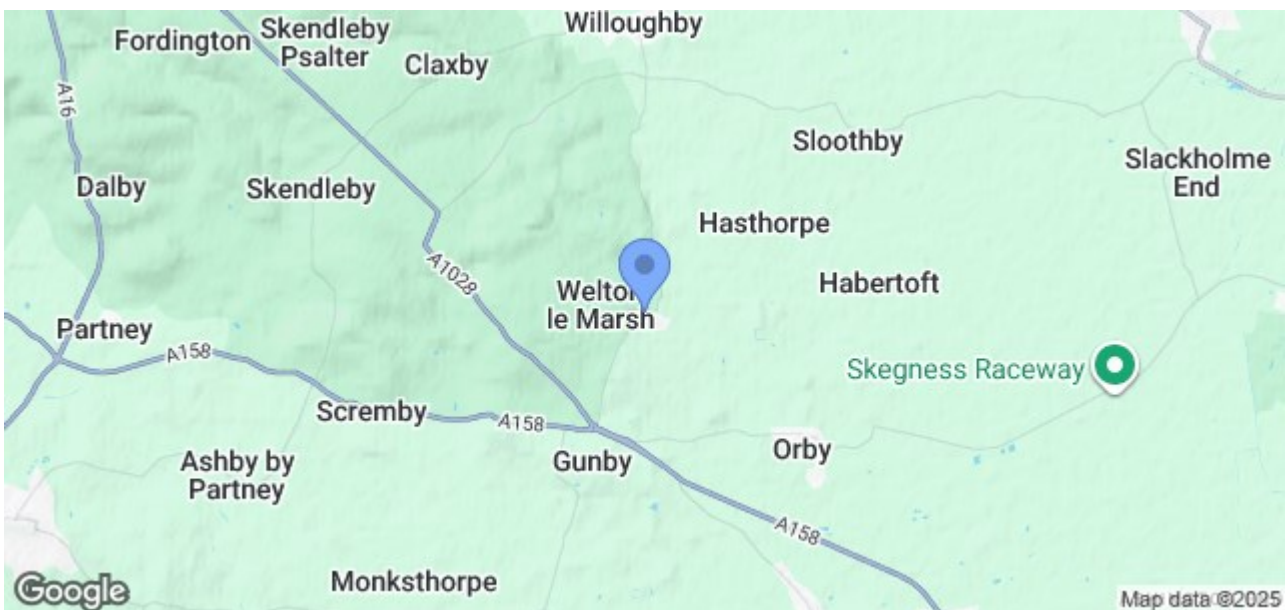 Willoughby
Skendleby
Psalter
Fordington
Claxby
A16
Sloothby
Slackholme
End
Dalby
Skendleby
Hasthorpe
A1028
Welton
le Marsh
Habertoft
Partney
A158
Skegness Raceway
Scremby
A158
Orby
Ashby by
Partney
Gunby
A158
Monksthorpe
Google
Map data ©2025